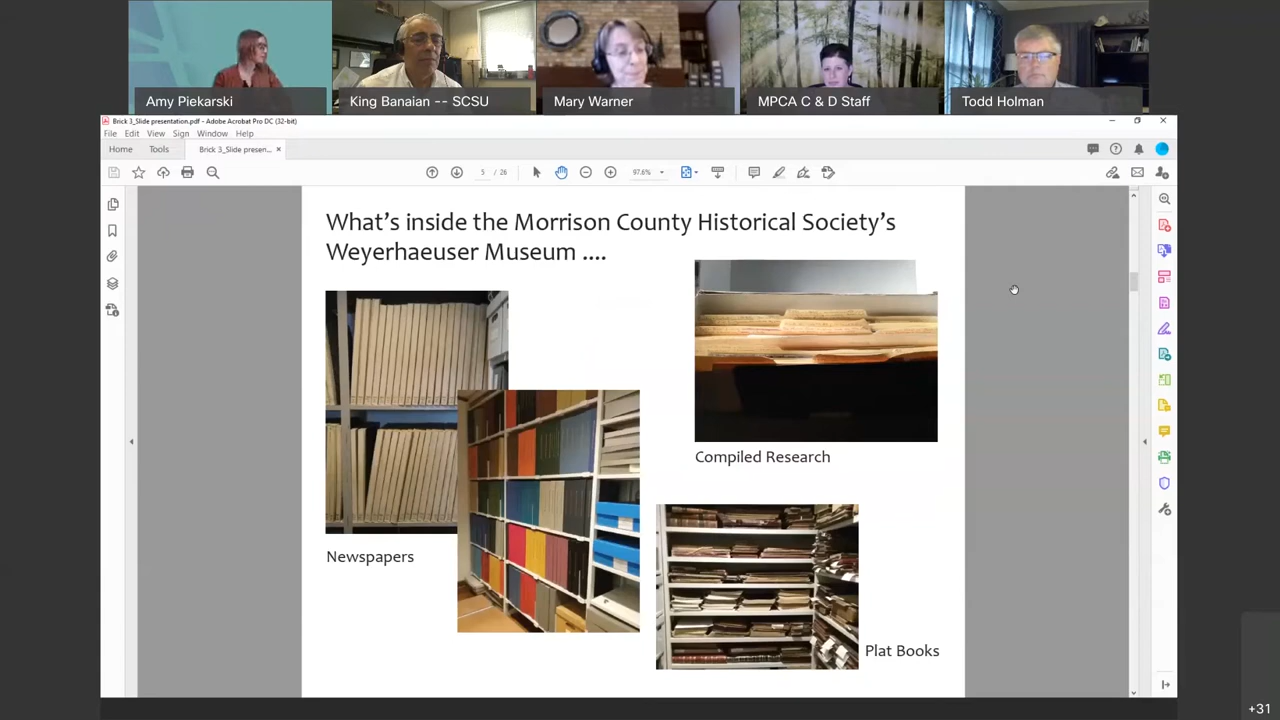 Amy Piekarski
King Banaian -- SCSU
Mary Warner
MPCA C & D Staff
Todd Holman
Brick 3_Slide presentation.pdf - Adobe Acrobat Pro DC (32-bit)
File Edit View Sign Window Help
Home Tools Brick 3_Slide presen... ×
5 / 26 97.6%
What's inside the Morrison County Historical Society's
Weyerhaeuser Museum ....
Compiled Research
Newspapers
Plat Books
+31